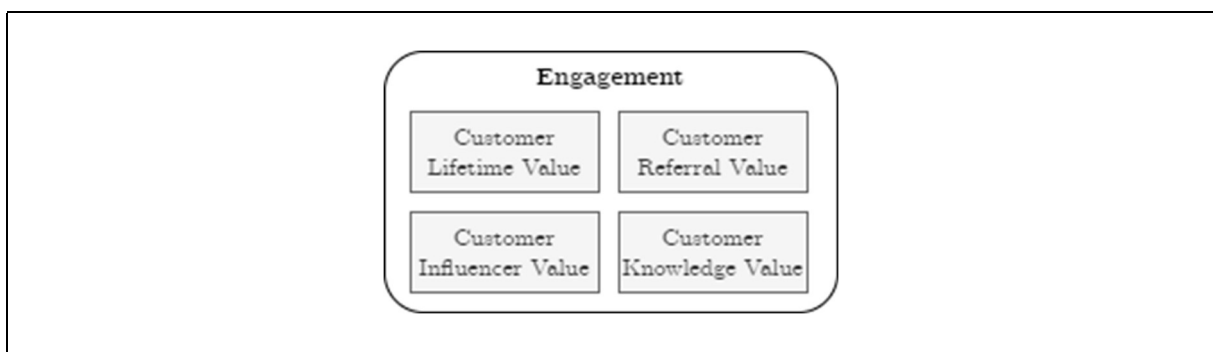 Engagement
Customer
Lifetime Value
Customer
Referral Value
Customer
Influencer Value
Customer
Knowledge Value